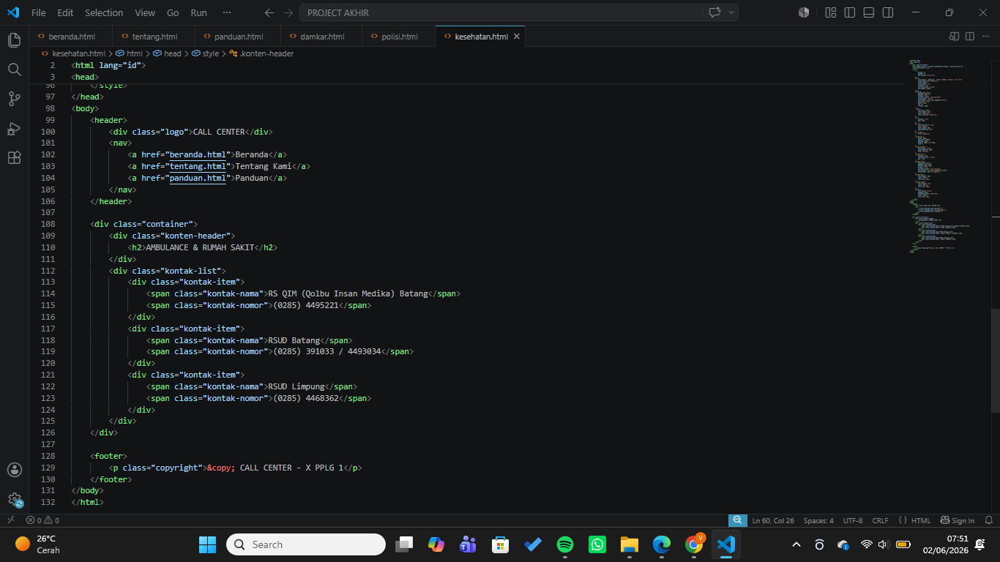 File Edit Selection View Go Run ··· PROJECT AKHIR
beranda.html tentang.html panduan.html damkar.html polisi.html kesehatan.html
kesehatan.html > html > head > style > .konten-header
2 <html lang="id">
3 <head>
96 </style>
97 </head>
98 <body>
99 <header>
100 <div class="logo">CALL CENTER</div>
101 <nav>
102 <a href="beranda.html">Beranda</a>
103 <a href="tentang.html">Tentang Kami</a>
104 <a href="panduan.html">Panduan</a>
105 </nav>
106 </header>
107
108 <div class="container">
109 <div class="konten-header">
110 <h2>AMBULANCE & RUMAH SAKIT</h2>
111 </div>
112 <div class="kontak-list">
113 <div class="kontak-item">
114 <span class="kontak-nama">RS QIM (Qolbu Insan Medika) Batang</span>
115 <span class="kontak-nomor">(0285) 4495221</span>
116 </div>
117 <div class="kontak-item">
118 <span class="kontak-nama">RSUD Batang</span>
119 <span class="kontak-nomor">(0285) 391033 / 4493034</span>
120 </div>
121 <div class="kontak-item">
122 <span class="kontak-nama">RSUD Limpung</span>
123 <span class="kontak-nomor">(0285) 4468362</span>
124 </div>
125 </div>
126 </div>
127
128 <footer>
129 <p class="copyright">&copy; CALL CENTER - X PPLG 1</p>
130 </footer>
131 </body>
132 </html>
0 0 Ln 60, Col 26 Spaces: 4 UTF-8 CRLF {} HTML Sign In
26°C
Cerah
Search
V
07:51
02/06/2026